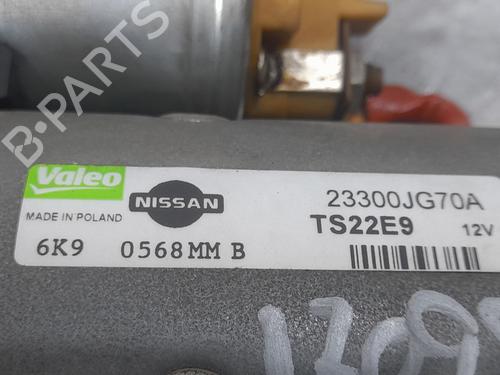 B-PARTS
Valeo
NISSAN
23300JG70A
MADE IN POLAND
TS22E9
12V
6K9 0568MM B